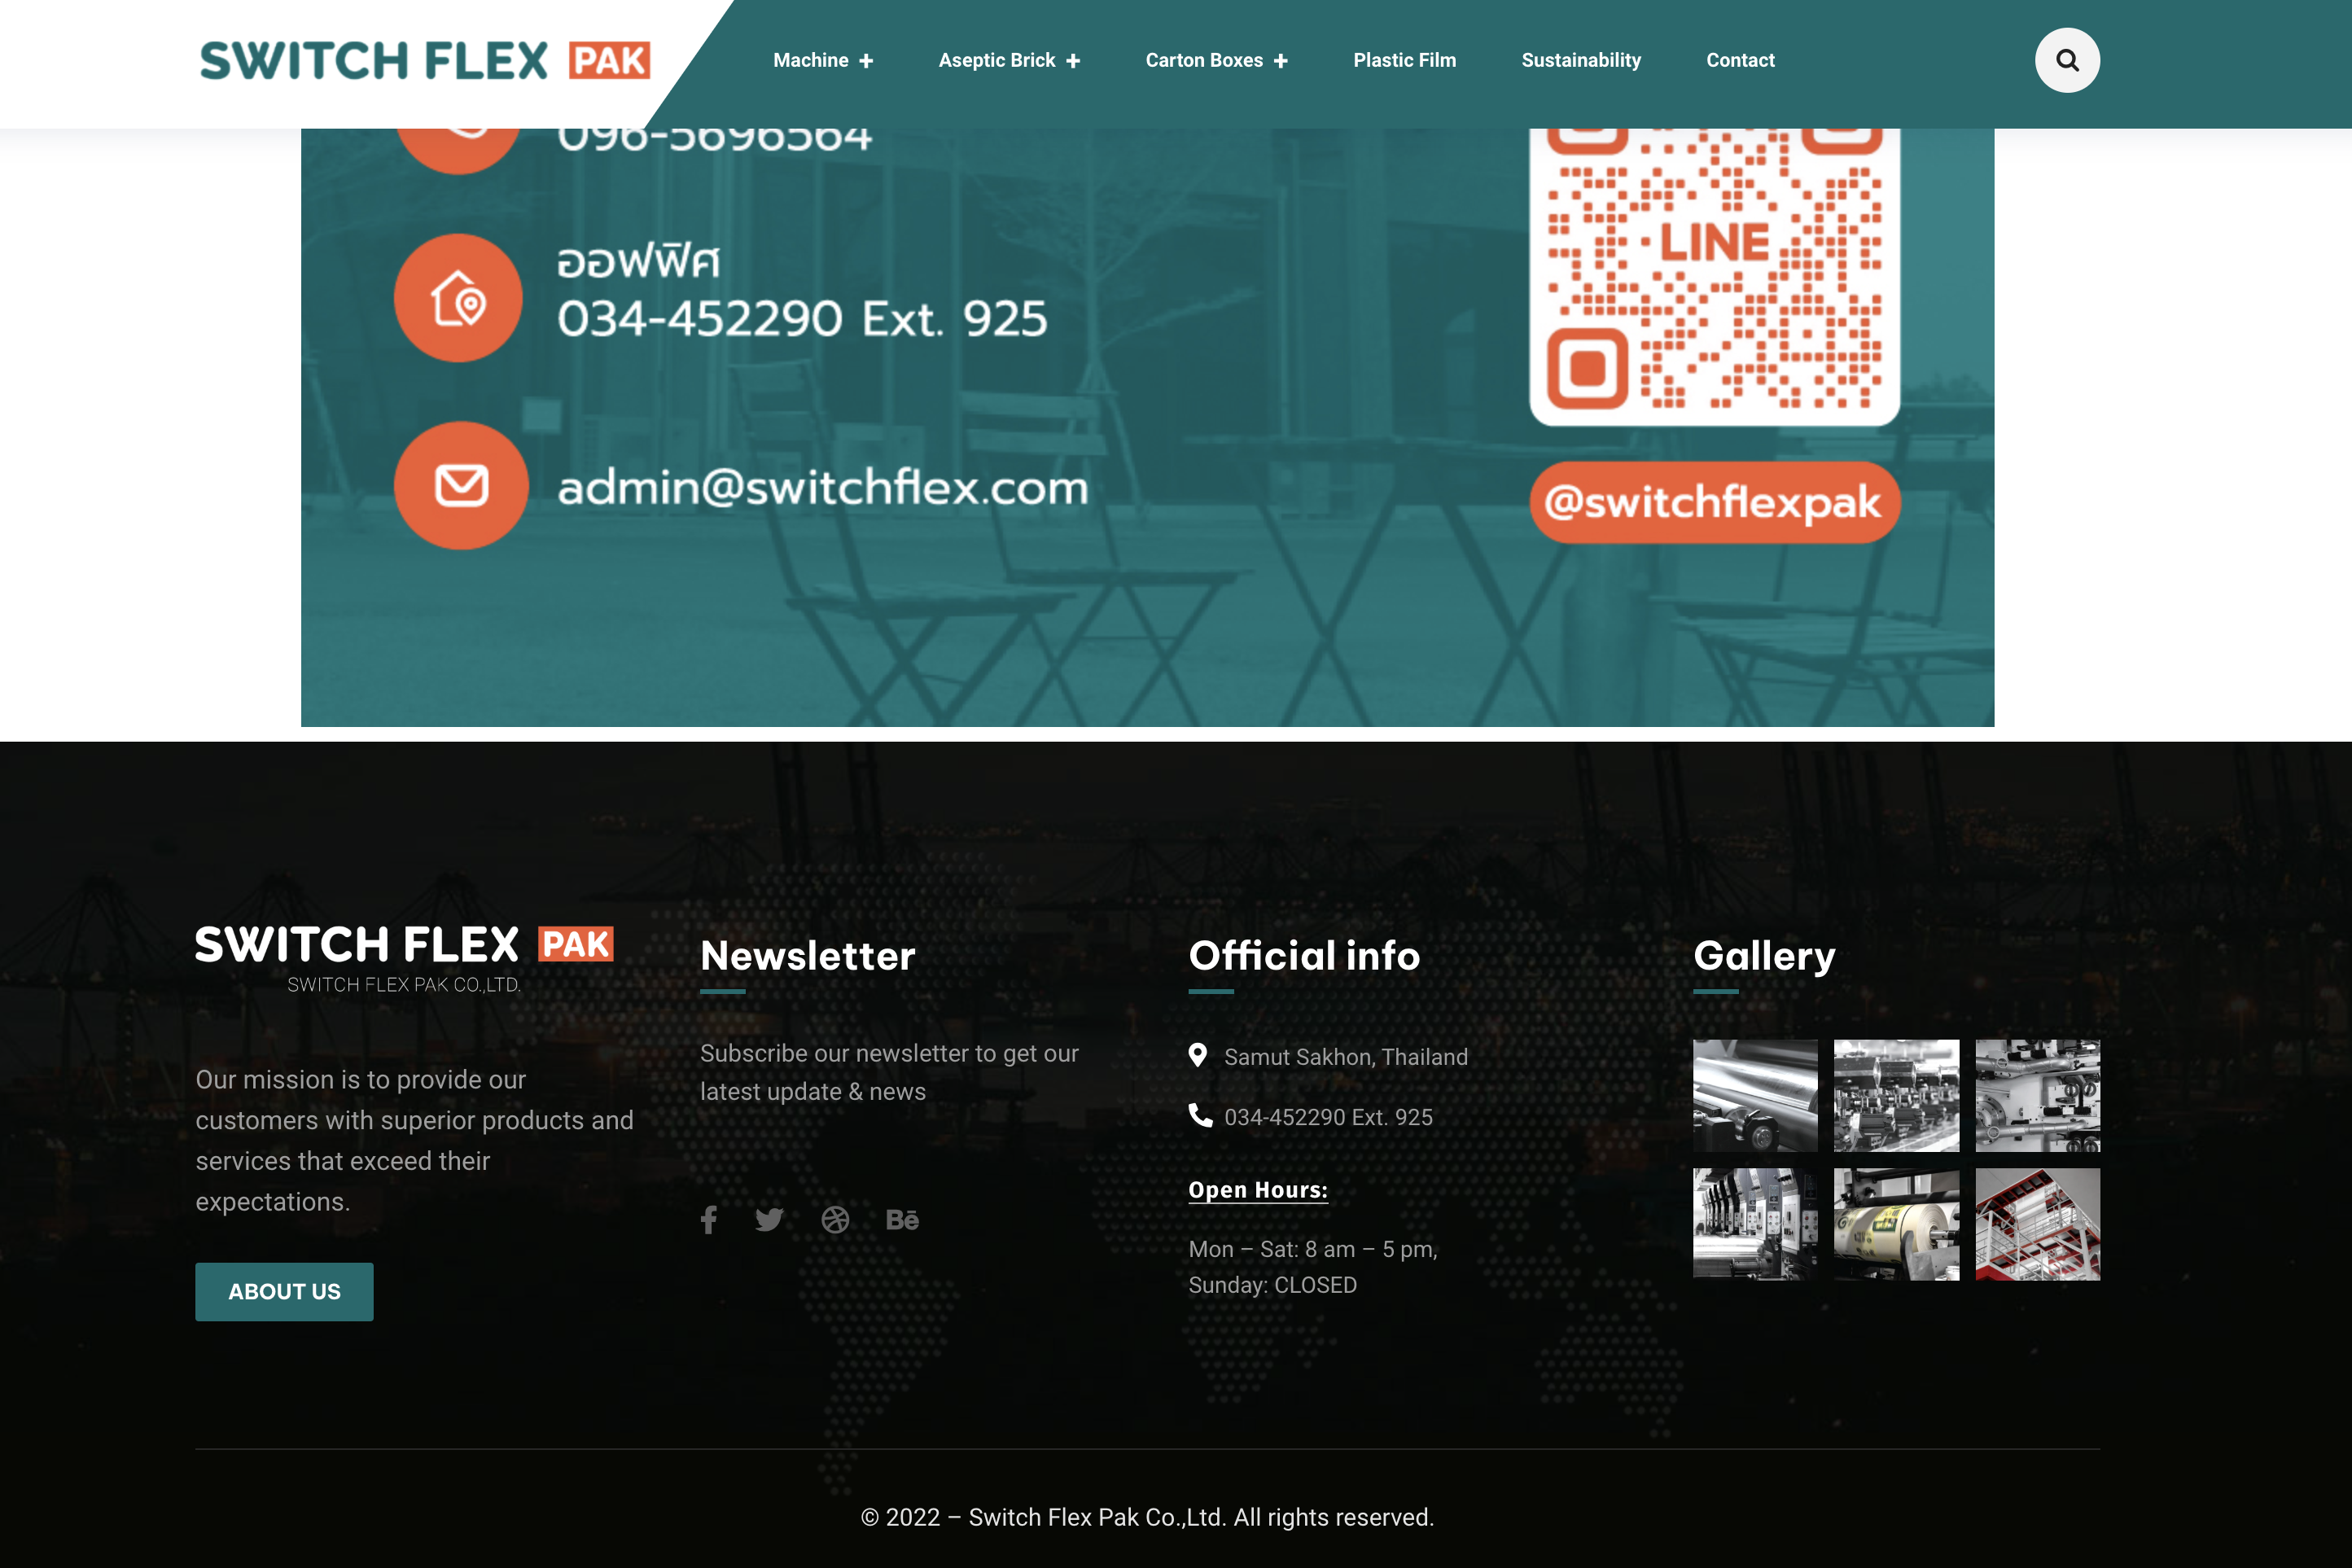 SWITCH FLEX PAK
Machine
Aseptic Brick
Carton Boxes
Plastic Film
Sustainability
Contact
096-5696564
ออฟฟิศ
034-452290 Ext. 925
admin@switchflex.com
LINE
@switchflexpak
SWITCH FLEX PAK
SWITCH FLEX PAK CO.,LTD.
Our mission is to provide our
customers with superior products and
services that exceed their
expectations.
ABOUT US
Newsletter
Subscribe our newsletter to get our
latest update & news
Official info
Samut Sakhon, Thailand
034-452290 Ext. 925
Open Hours:
Mon – Sat: 8 am – 5 pm,
Sunday: CLOSED
Gallery
© 2022 – Switch Flex Pak Co.,Ltd. All rights reserved.